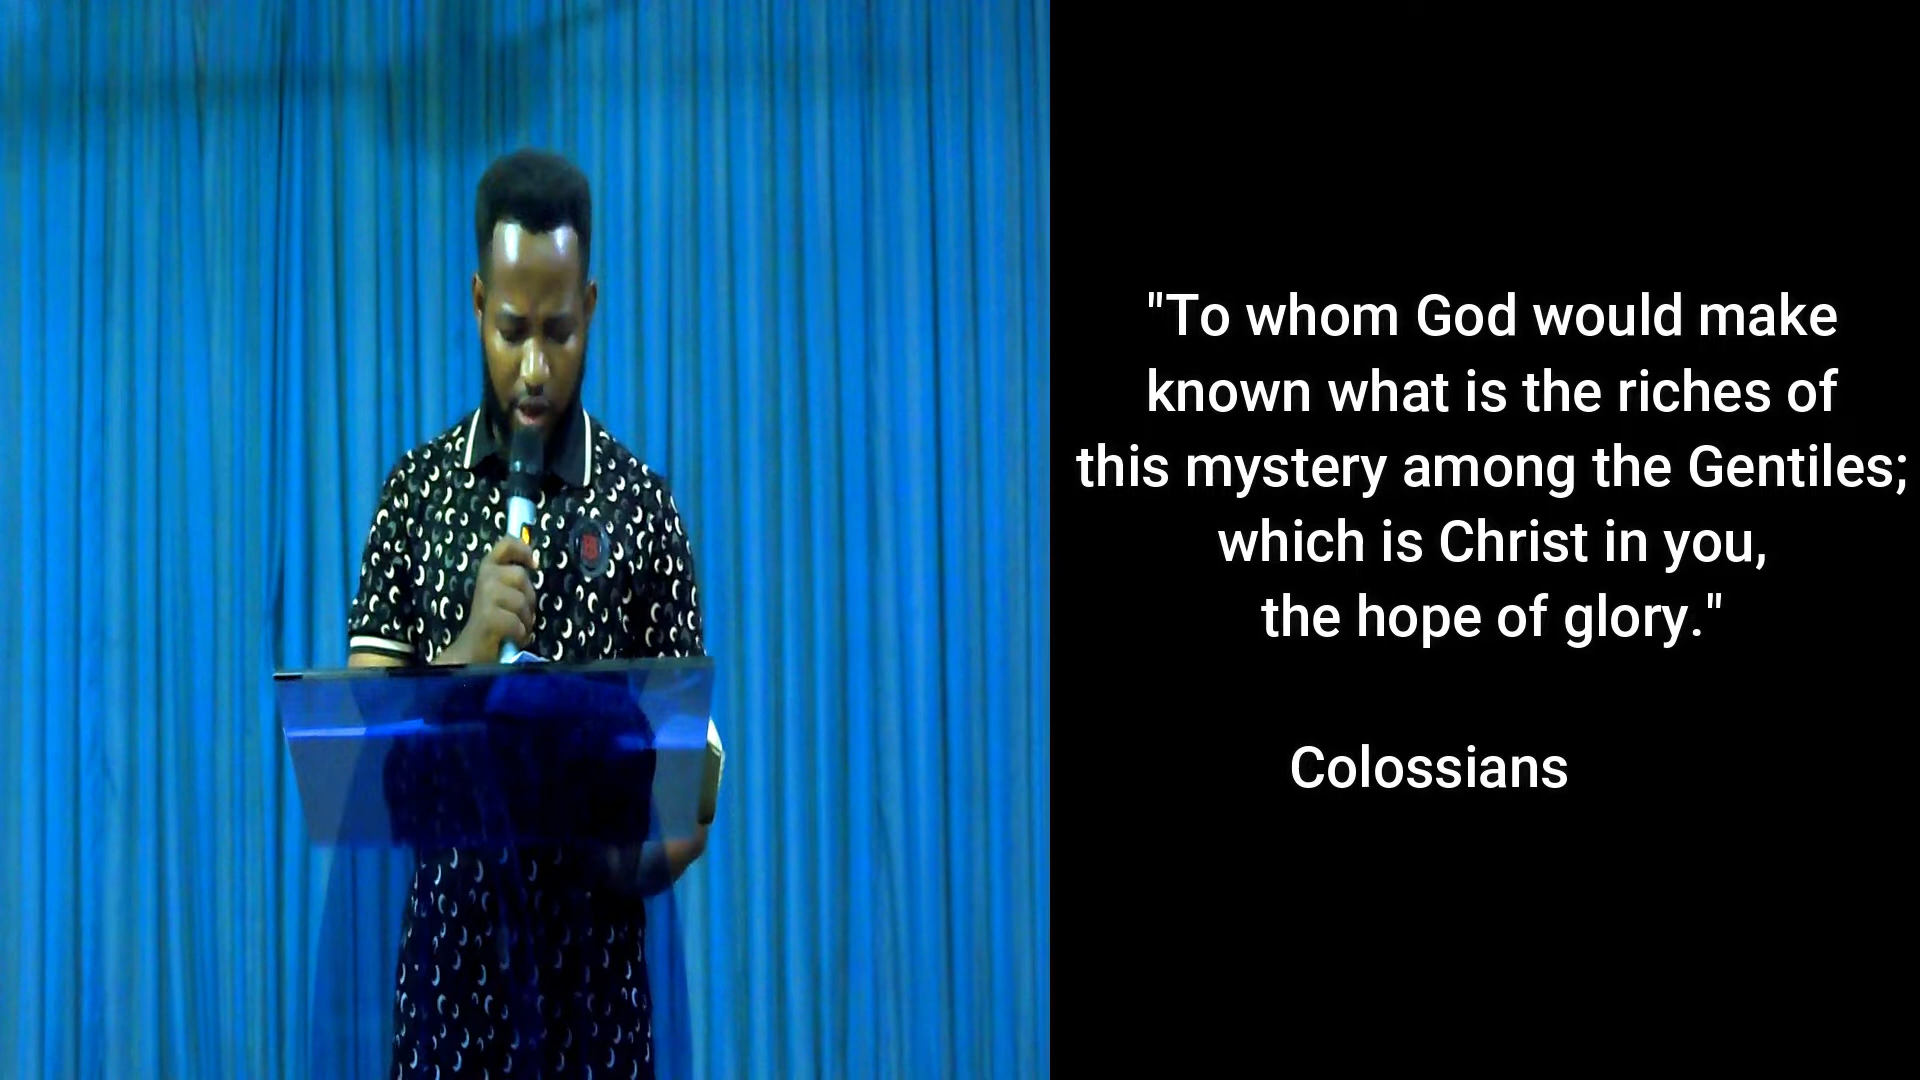 "To whom God would make
known what is the riches of
this mystery among the Gentiles;
which is Christ in you,
the hope of glory."
Colossians